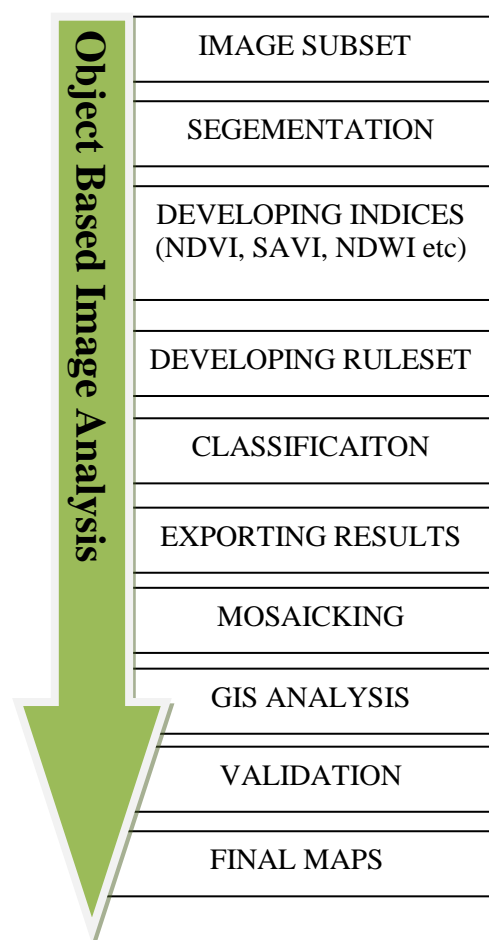 Object Based Image Analysis
IMAGE SUBSET
SEGEMENTATION
DEVELOPING INDICES
(NDVI, SAVI, NDWI etc)
DEVELOPING RULESET
CLASSIFICAITON
EXPORTING RESULTS
MOSAICKING
GIS ANALYSIS
VALIDATION
FINAL MAPS